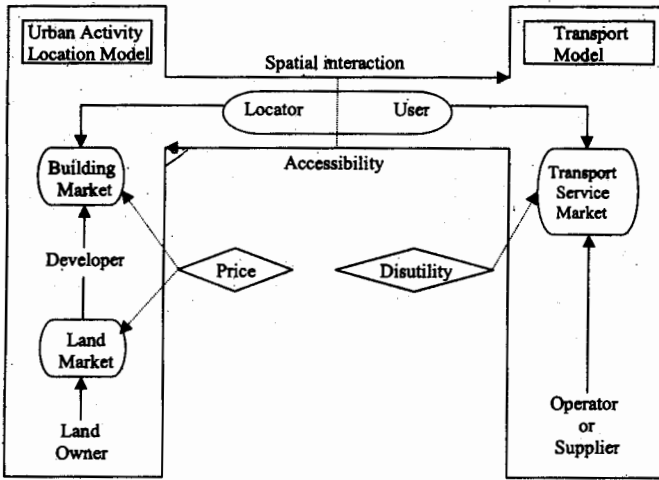 Urban Activity
Location Model
Transport
Model
Spatial interaction
Locator
User
Accessibility
Building
Market
Transport
Service
Market
Developer
Price
Disutility
Land
Market
Land
Owner
Operator
or
Supplier